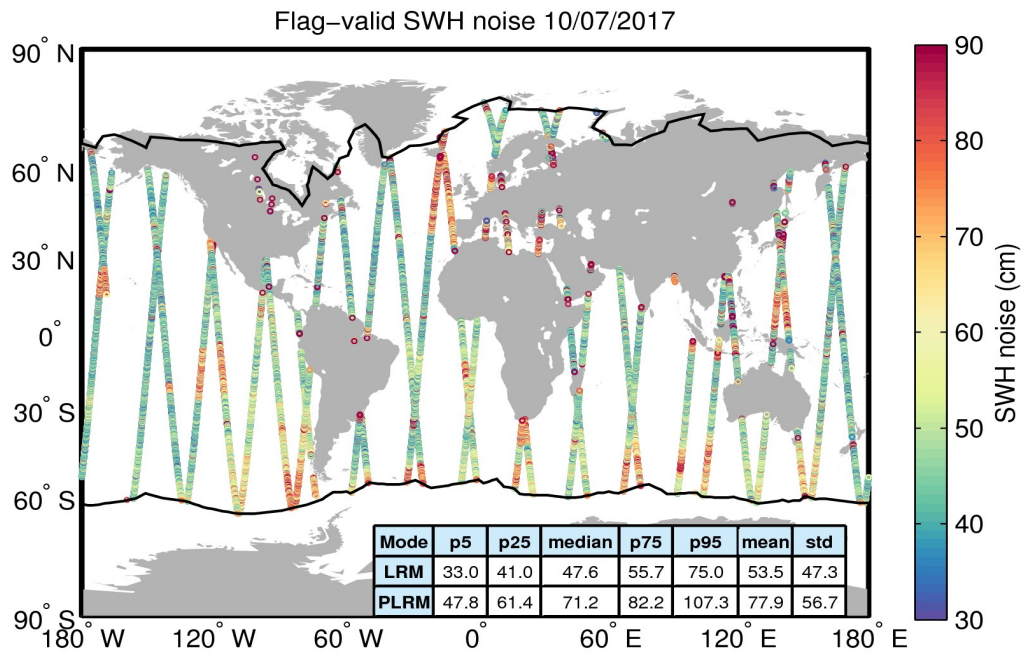 Flag−valid SWH noise 10/07/2017
90° N
60° N
30° N
0°
30° S
60° S
90° S
180° W
120° W
60° W
0°
60° E
120° E
180° E
Mode p5 p25 median p75 p95 mean std
LRM 33.0 41.0 47.6 55.7 75.0 53.5 47.3
PLRM 47.8 61.4 71.2 82.2 107.3 77.9 56.7
90
80
70
60
50
40
30
SWH noise (cm)